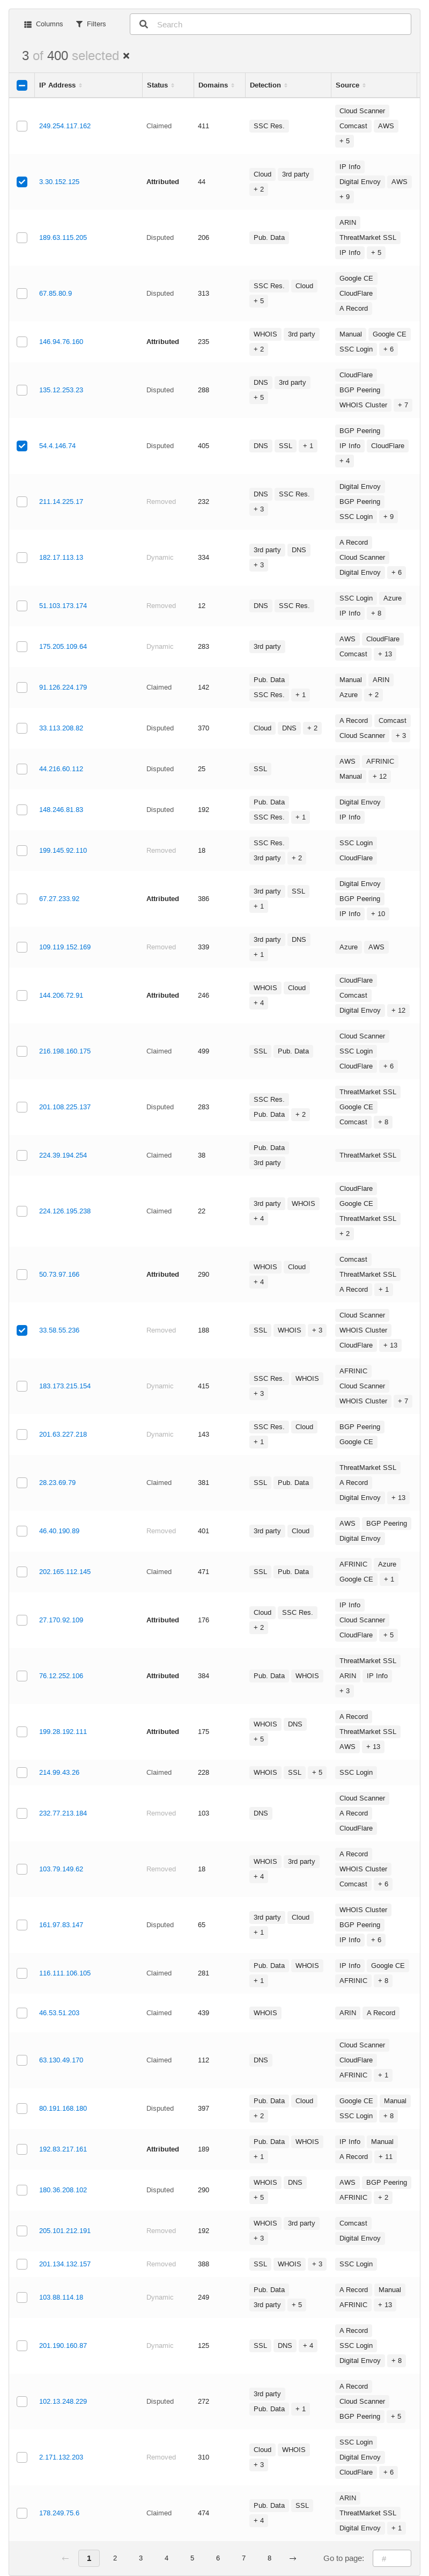 Columns Filters Search
3 of 400 selected ×
IP Address Status Domains Detection Source
249.254.117.162 Claimed 411 SSC Res. Cloud Scanner Comcast AWS + 5
3.30.152.125 Attributed 44 Cloud 3rd party + 2 IP Info Digital Envoy AWS + 9
189.63.115.205 Disputed 206 Pub. Data ARIN ThreatMarket SSL IP Info + 5
67.85.80.9 Disputed 313 SSC Res. Cloud + 5 Google CE CloudFlare A Record
146.94.76.160 Attributed 235 WHOIS 3rd party + 2 Manual Google CE SSC Login + 6
135.12.253.23 Disputed 288 DNS 3rd party + 5 CloudFlare BGP Peering WHOIS Cluster + 7
54.4.146.74 Disputed 405 DNS SSL + 1 BGP Peering IP Info CloudFlare + 4
211.14.225.17 Removed 232 DNS SSC Res. + 3 Digital Envoy BGP Peering SSC Login + 9
182.17.113.13 Dynamic 334 3rd party DNS + 3 A Record Cloud Scanner Digital Envoy + 6
51.103.173.174 Removed 12 DNS SSC Res. SSC Login Azure IP Info + 8
175.205.109.64 Dynamic 283 3rd party AWS CloudFlare Comcast + 13
91.126.224.179 Claimed 142 Pub. Data SSC Res. + 1 Manual ARIN Azure + 2
33.113.208.82 Disputed 370 Cloud DNS + 2 A Record Comcast Cloud Scanner + 3
44.216.60.112 Disputed 25 SSL AWS AFRINIC Manual + 12
148.246.81.83 Disputed 192 Pub. Data SSC Res. + 1 Digital Envoy IP Info
199.145.92.110 Removed 18 SSC Res. 3rd party + 2 SSC Login CloudFlare
67.27.233.92 Attributed 386 3rd party SSL + 1 Digital Envoy BGP Peering IP Info + 10
109.119.152.169 Removed 339 3rd party DNS + 1 Azure AWS
144.206.72.91 Attributed 246 WHOIS Cloud + 4 CloudFlare Comcast Digital Envoy + 12
216.198.160.175 Claimed 499 SSL Pub. Data Cloud Scanner SSC Login CloudFlare + 6
201.108.225.137 Disputed 283 SSC Res. Pub. Data + 2 ThreatMarket SSL Google CE Comcast + 8
224.39.194.254 Claimed 38 Pub. Data 3rd party ThreatMarket SSL
224.126.195.238 Claimed 22 3rd party WHOIS + 4 CloudFlare Google CE ThreatMarket SSL + 2
50.73.97.166 Attributed 290 WHOIS Cloud + 4 Comcast ThreatMarket SSL A Record + 1
33.58.55.236 Removed 188 SSL WHOIS + 3 Cloud Scanner WHOIS Cluster CloudFlare + 13
183.173.215.154 Dynamic 415 SSC Res. WHOIS + 3 AFRINIC Cloud Scanner WHOIS Cluster + 7
201.63.227.218 Dynamic 143 SSC Res. Cloud + 1 BGP Peering Google CE
28.23.69.79 Claimed 381 SSL Pub. Data ThreatMarket SSL A Record Digital Envoy + 13
46.40.190.89 Removed 401 3rd party Cloud AWS BGP Peering Digital Envoy
202.165.112.145 Claimed 471 SSL Pub. Data AFRINIC Azure Google CE + 1
27.170.92.109 Attributed 176 Cloud SSC Res. + 2 IP Info Cloud Scanner CloudFlare + 5
76.12.252.106 Attributed 384 Pub. Data WHOIS ThreatMarket SSL ARIN IP Info + 3
199.28.192.111 Attributed 175 WHOIS DNS + 5 A Record ThreatMarket SSL AWS + 13
214.99.43.26 Claimed 228 WHOIS SSL + 5 SSC Login
232.77.213.184 Removed 103 DNS Cloud Scanner A Record CloudFlare
103.79.149.62 Removed 18 WHOIS 3rd party + 4 A Record WHOIS Cluster Comcast + 6
161.97.83.147 Disputed 65 3rd party Cloud + 1 WHOIS Cluster BGP Peering IP Info + 6
116.111.106.105 Claimed 281 Pub. Data WHOIS + 1 IP Info Google CE AFRINIC + 8
46.53.51.203 Claimed 439 WHOIS ARIN A Record
63.130.49.170 Claimed 112 DNS Cloud Scanner CloudFlare AFRINIC + 1
80.191.168.180 Disputed 397 Pub. Data Cloud + 2 Google CE Manual SSC Login + 8
192.83.217.161 Attributed 189 Pub. Data WHOIS + 1 IP Info Manual A Record + 11
180.36.208.102 Disputed 290 WHOIS DNS + 5 AWS BGP Peering AFRINIC + 2
205.101.212.191 Removed 192 WHOIS 3rd party + 3 Comcast Digital Envoy
201.134.132.157 Removed 388 SSL WHOIS + 3 SSC Login
103.88.114.18 Dynamic 249 Pub. Data 3rd party + 5 A Record Manual AFRINIC + 13
201.190.160.87 Dynamic 125 SSL DNS + 4 A Record SSC Login Digital Envoy + 8
102.13.248.229 Disputed 272 3rd party Pub. Data + 1 A Record Cloud Scanner BGP Peering + 5
2.171.132.203 Removed 310 Cloud WHOIS + 3 SSC Login Digital Envoy CloudFlare + 6
178.249.75.6 Claimed 474 Pub. Data SSL + 4 ARIN ThreatMarket SSL Digital Envoy + 1
← 1 2 3 4 5 6 7 8 → Go to page: #